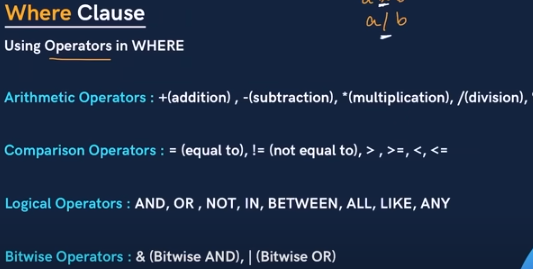 Where Clause
a / b
Using Operators in WHERE
Arithmetic Operators : +(addition) , -(subtraction), *(multiplication), /(division),
Comparison Operators : = (equal to), != (not equal to), > , >=, <, <=
Logical Operators : AND, OR , NOT, IN, BETWEEN, ALL, LIKE, ANY
Bitwise Operators : & (Bitwise AND), | (Bitwise OR)